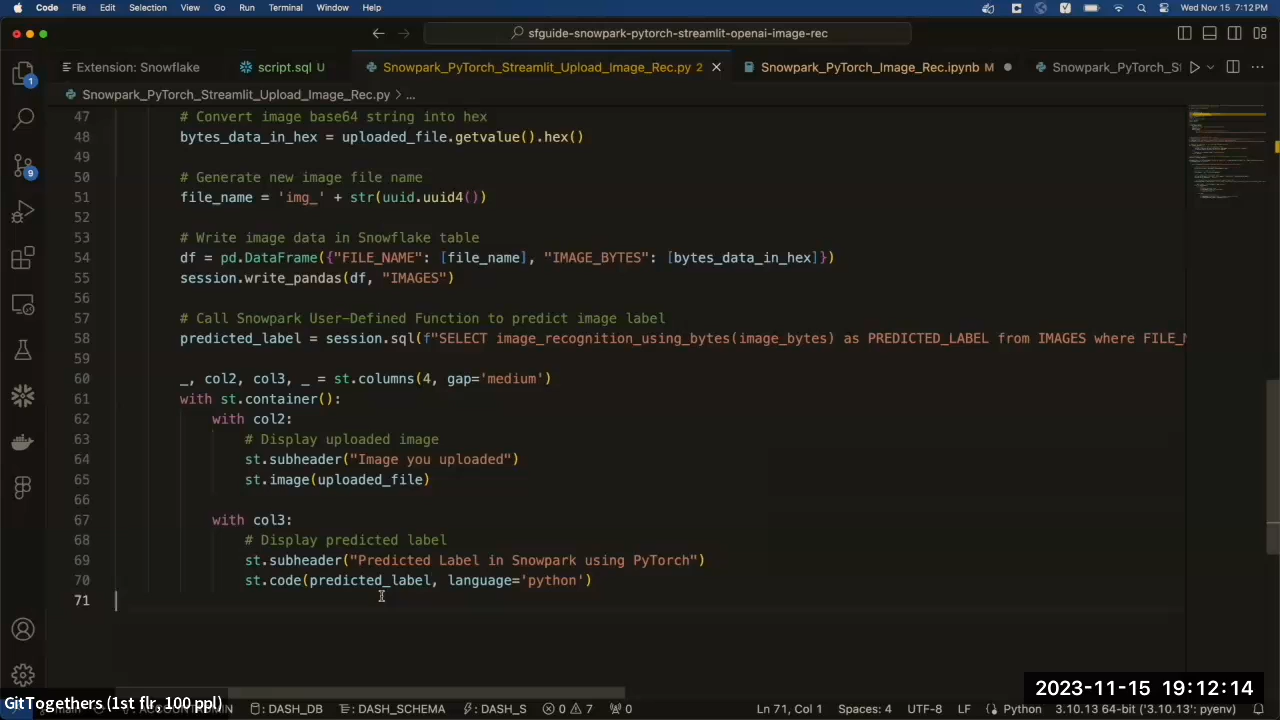 Code File Edit Selection View Go Run Terminal Window Help Wed Nov 15 7:12 PM
sfguide-snowpark-pytorch-streamlit-openai-image-rec
Extension: Snowflake script.sql U Snowpark_PyTorch_Streamlit_Upload_Image_Rec.py 2 Snowpark_PyTorch_Image_Rec.ipynb M Snowpark_PyTorch_St
Snowpark_PyTorch_Streamlit_Upload_Image_Rec.py > ...
47 # Convert image base64 string into hex
48 bytes_data_in_hex = uploaded_file.getvalue().hex()
49
50 # Generate new image file name
51 file_name = 'img_' + str(uuid.uuid4())
52
53 # Write image data in Snowflake table
54 df = pd.DataFrame({"FILE_NAME": [file_name], "IMAGE_BYTES": [bytes_data_in_hex]})
55 session.write_pandas(df, "IMAGES")
56
57 # Call Snowpark User-Defined Function to predict image label
58 predicted_label = session.sql(f"SELECT image_recognition_using_bytes(image_bytes) as PREDICTED_LABEL from IMAGES where FILE_N
59
60 _, col2, col3, _ = st.columns(4, gap='medium')
61 with st.container():
62 with col2:
63 # Display uploaded image
64 st.subheader("Image you uploaded")
65 st.image(uploaded_file)
66
67 with col3:
68 # Display predicted label
69 st.subheader("Predicted Label in Snowpark using PyTorch")
70 st.code(predicted_label, language='python')
71
1
9
2023-11-15 19:12:14
GitTogethers (1st flr, 100 ppl)
DASH_DB DASH_SCHEMA DASH_S 0 7 0 Ln 71, Col 1 Spaces: 4 UTF-8 LF Python 3.10.13 64-bit ('3.10.13': pyenv)